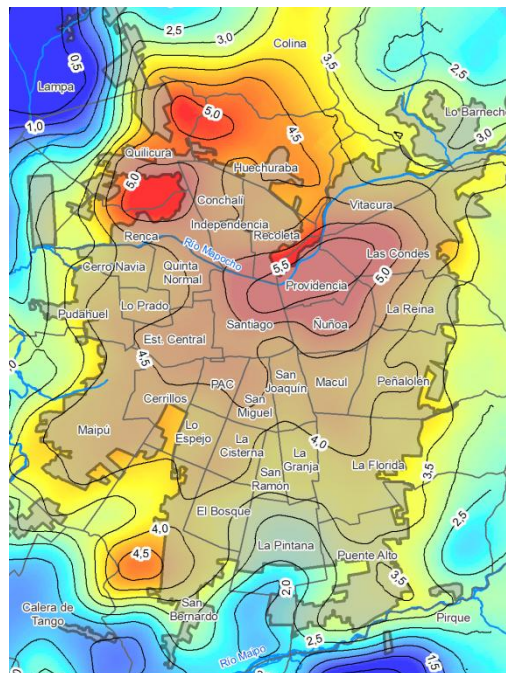 2,5
3,0
Colina
3,5
0,5
Lampa
2,5
Lo Barnechea
5,0
4,5
3,0
1,0
4
Quilicura
Huechuraba
5,0
Conchalí
Vitacura
Independencia
Renca
Recoleta
Río Mapocho
Las Condes
Cerro Navia
Quinta
Normal
5,5
5,0
Providencia
Lo Prado
La Reina
Pudahuel
Santiago
Ñuñoa
Est. Central
4,5
San
Joaquín
PAC
Macul
Peñalolén
Cerrillos
San
Miguel
Maipú
Lo
Espejo
La
Cisterna
4,0
La
Granja
La Florida
3,5
San
Ramón
El Bosque
2,5
4,0
La Pintana
4,5
Puente Alto
2,0
3,5
Calera de
Tango
San
Bernardo
Pirque
2,5
Río Maipo
1,5